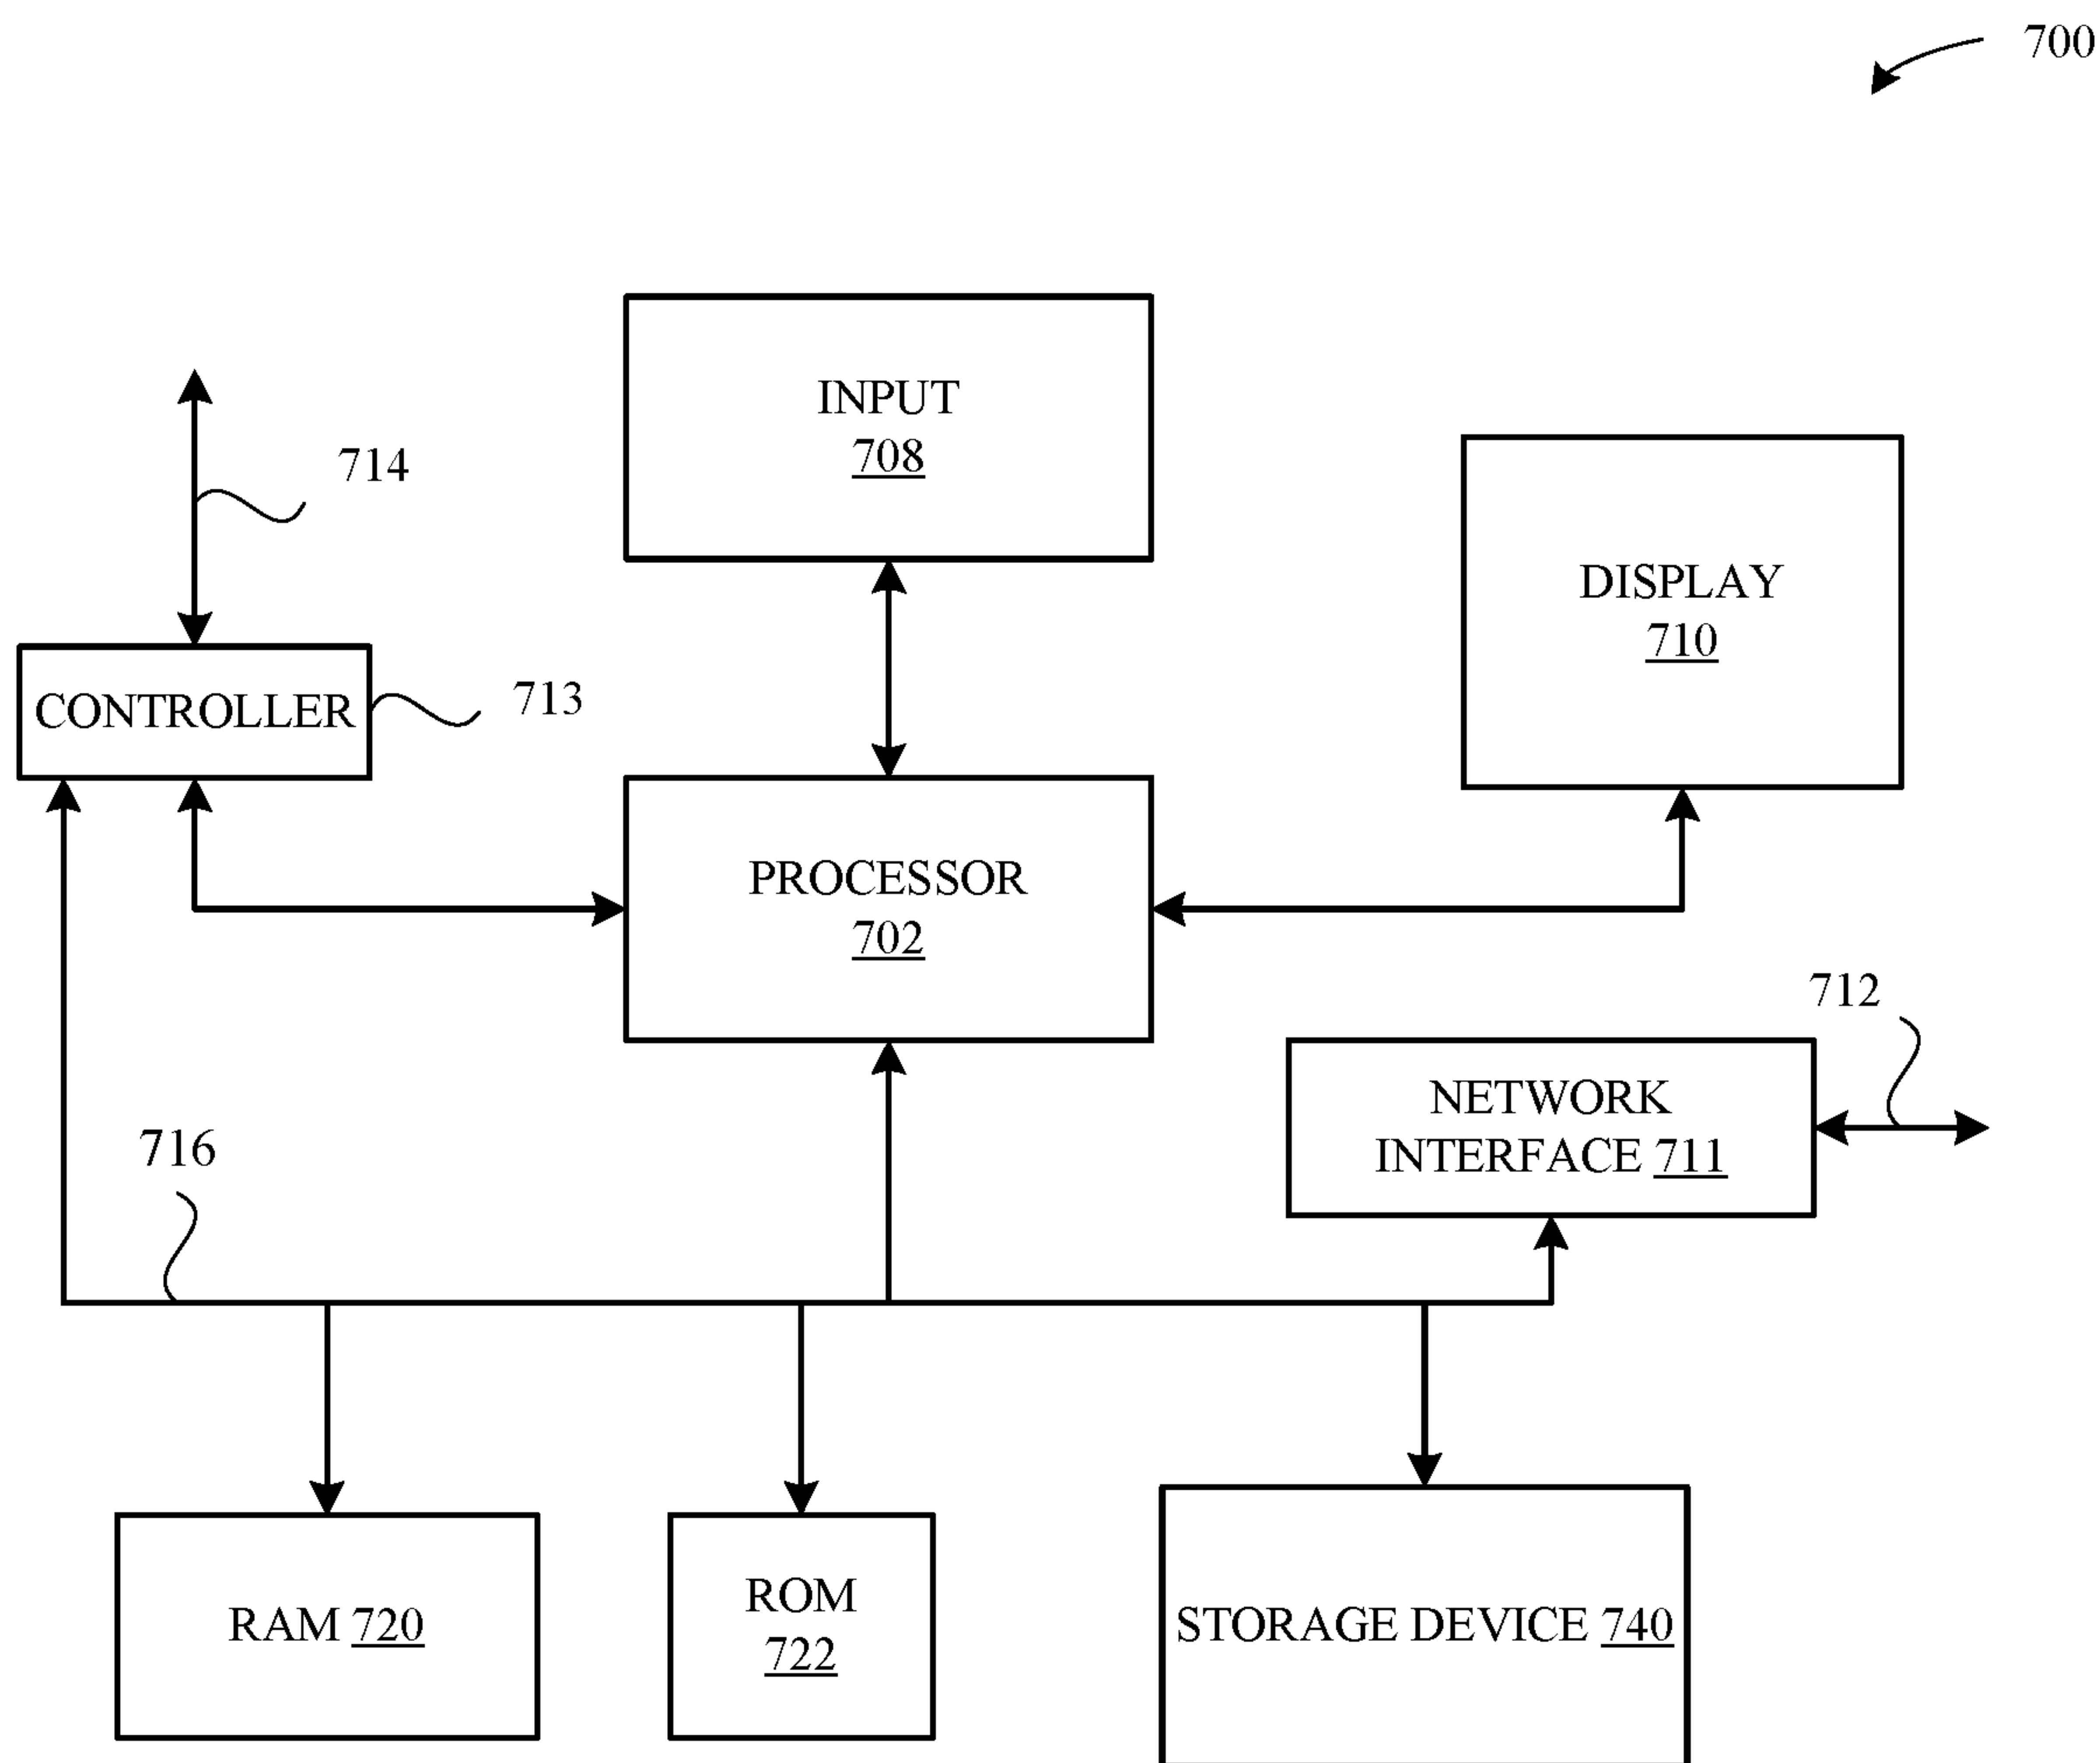 700
INPUT
708
714
DISPLAY
710
CONTROLLER
713
PROCESSOR
702
712
NETWORK
INTERFACE 711
716
RAM 720
ROM
722
STORAGE DEVICE 740